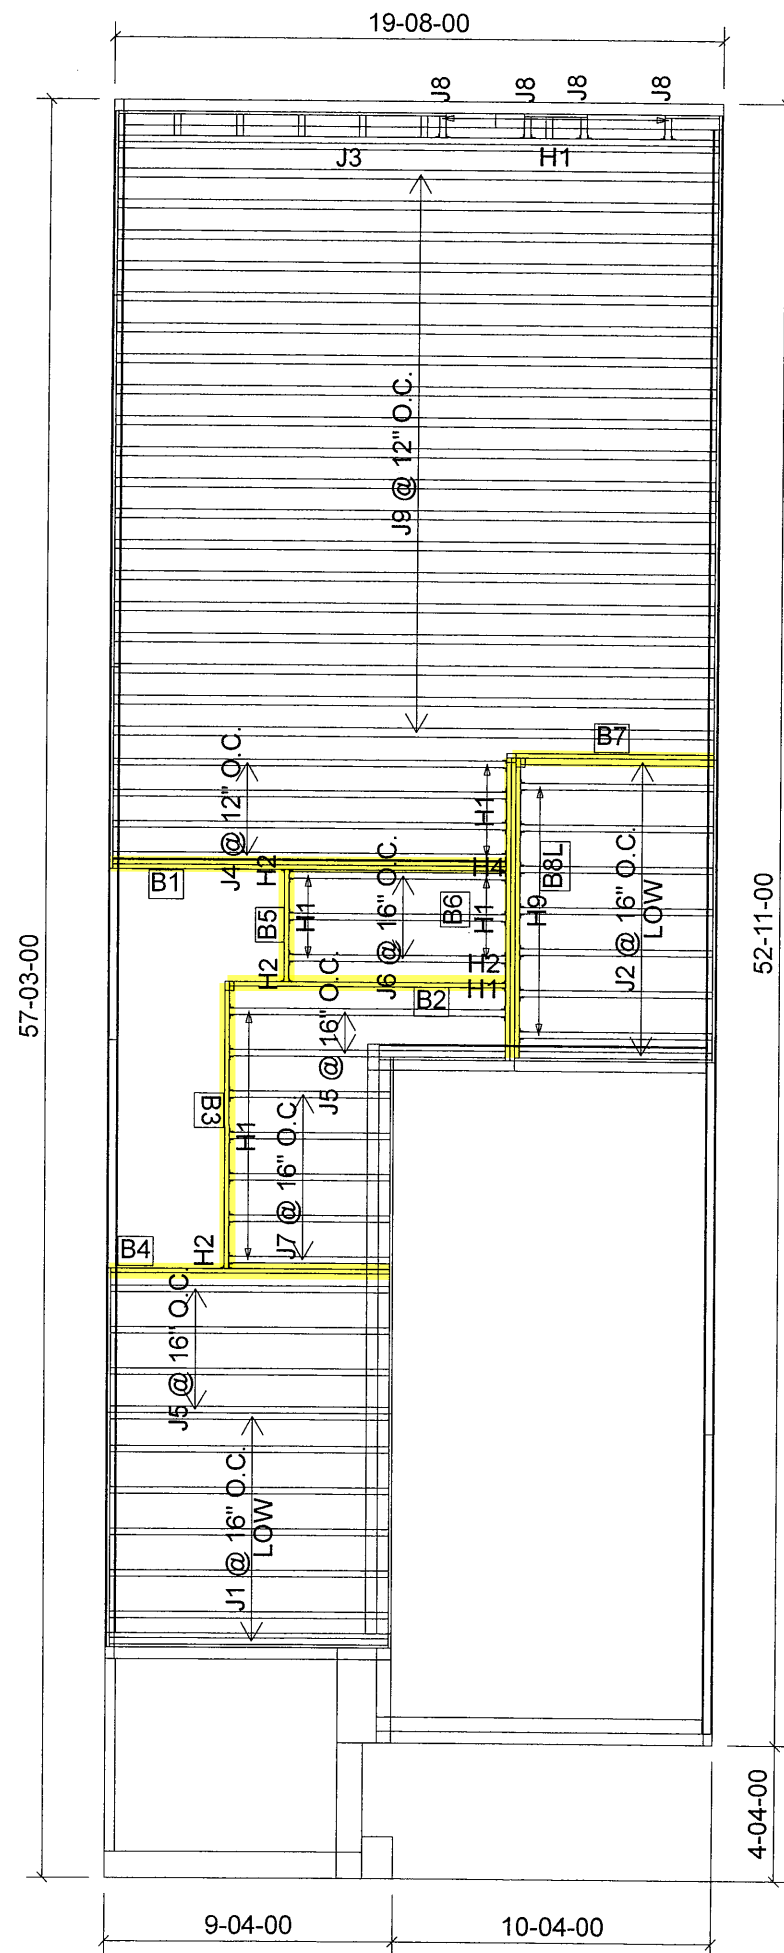 19-08-00
J8
J8
J8
J8
J3
H1
J9 @ 12" O.C.
57-03-00
52-11-00
B7
J4 @ 12" O.C.
H1
B1
H2
H4
B8L
B5
H1
J6 @ 16" O.C.
B6
H1
H9
J2 @ 16" O.C.
LOW
H2
H2
B2
H1
J5 @ 16" O.C.
B3
H1
J7 @ 16" O.C.
B4
H2
J5 @ 16" O.C.
J1 @ 16" O.C.
LOW
4-04-00
9-04-00
10-04-00